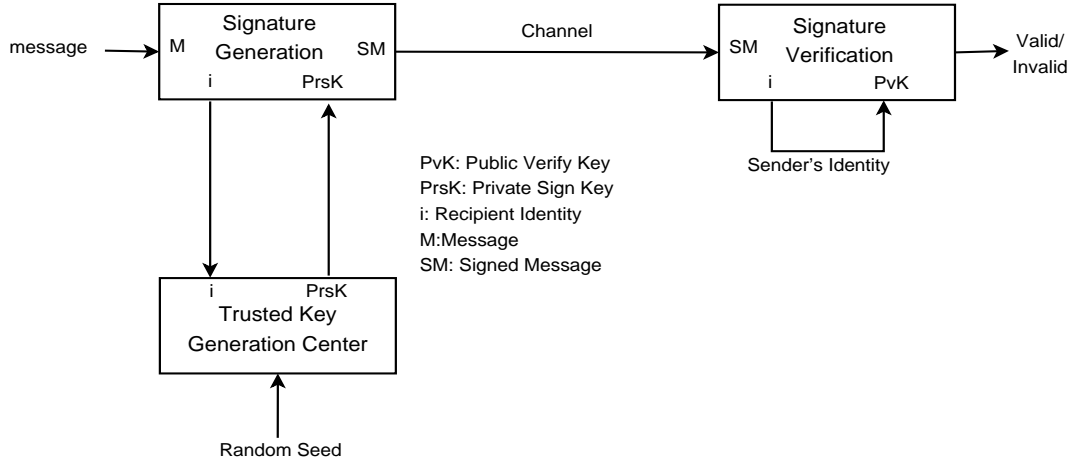 message
M
Signature
Generation
SM
i
PrsK
Channel
SM
Signature
Verification
i
PvK
Valid/
Invalid
Sender's Identity
PvK: Public Verify Key
PrsK: Private Sign Key
i: Recipient Identity
M:Message
SM: Signed Message
i
PrsK
Trusted Key
Generation Center
Random Seed